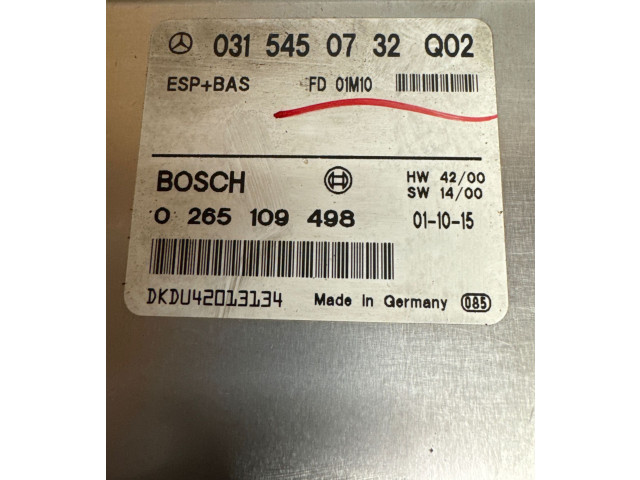 031 545 07 32 Q02
ESP+BAS FD 01M10
BOSCH HW 42/00
SW 14/00
0 265 109 498 01-10-15
DKDU42013134 Made in Germany 085